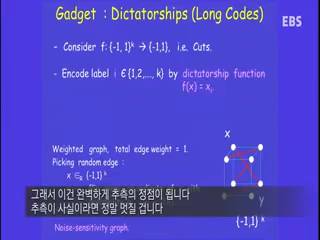 Gadget : Dictatorships (Long Codes)
EBS
- Consider f: {-1, 1}ᵏ → {-1,1}, i.e. Cuts.
- Encode label i ∈ {1,2,...., k} by dictatorship function
f(x) = xᵢ.
Weighted graph, total edge weight = 1.
Picking random edge :
x ∈ᵣ {-1,1}ᵏ
x
그래서 이건 완벽하게 추측의 정점이 됩니다
추측이 사실이라면 정말 멋질 겁니다
y
{-1,1}ᵏ
Noise-sensitivity graph.